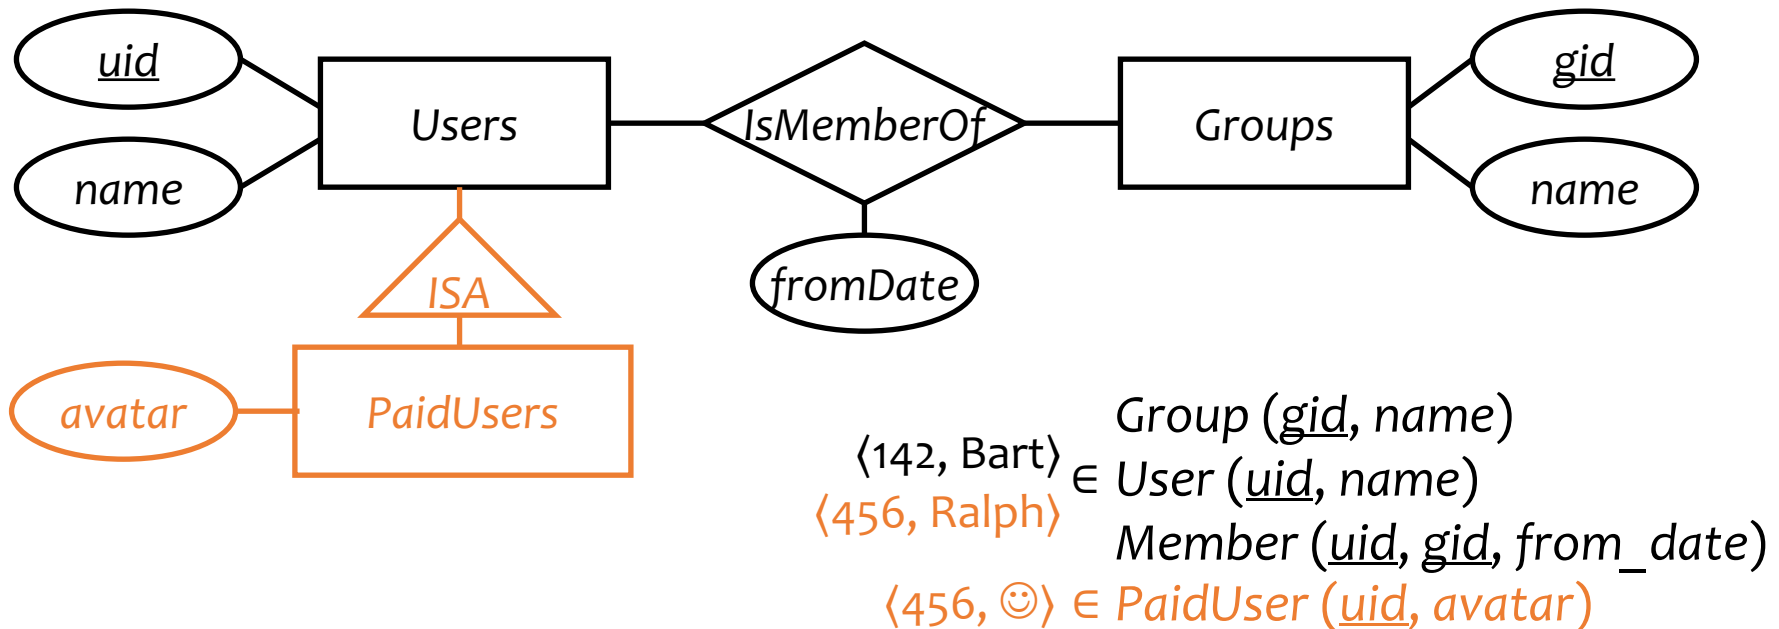 uid
name
Users
IsMemberOf
fromDate
Groups
gid
name
ISA
avatar
PaidUsers
Group (gid, name)
⟨142, Bart⟩
⟨456, Ralph⟩
∈ User (uid, name)
Member (uid, gid, from_date)
⟨456, ☺⟩ ∈ PaidUser (uid, avatar)